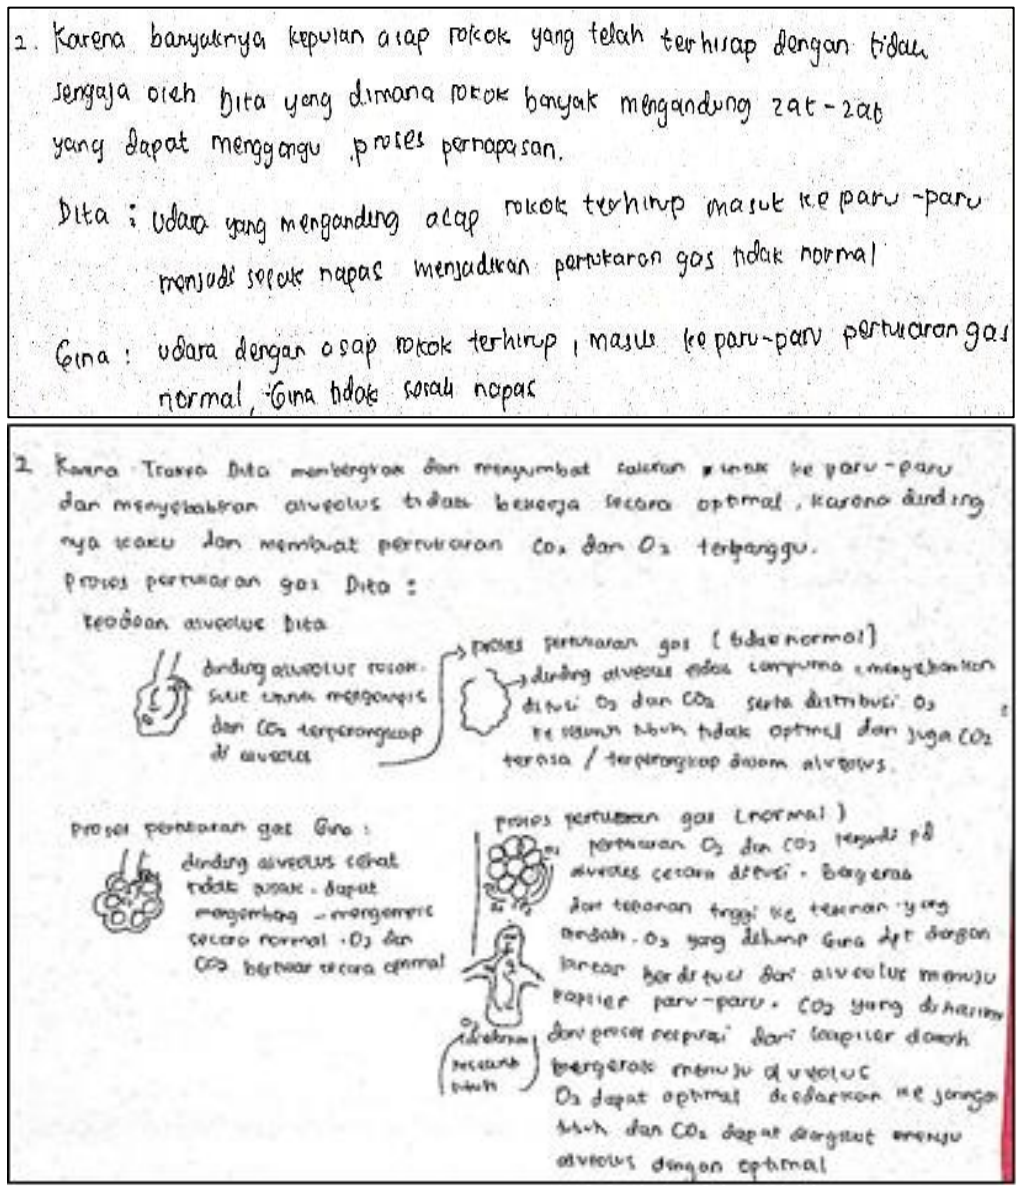 2. Karena banyaknya kepulan asap rokok yang telah terhisap dengan tidak
sengaja oleh Dita yang dimana rokok banyak mengandung zat-zat
yang dapat menggangu proses pernapasan.
Dita : Udara yang mengandung asap rokok terhirup masuk ke paru-paru
menjadi sesak napas menjadikan pertukaran gas tidak normal
Gina : udara dengan asap rokok terhirup, masuk ke paru-paru pertukaran gas
normal, Gina tidak sesak napas
2 Karena Trakea Dita membengkak dan menyumbat saluran masuk ke paru-paru
dan menyebabkan alveolus tidak bekerja secara optimal, karena dinding
nya kaku dan membuat pertukaran CO2 dan O2 terganggu.
Proses pertukaran gas Dita :
keadaan alveolus Dita
proses pertukaran gas (tidak normal)
dinding alveolus rusak.
sulit untuk mengempis
dan CO2 terperangkap
di alveolus
dinding alveolus tidak sempurna menyebabkan
difusi O2 dan CO2 serta distribusi O2
ke seluruh tubuh tidak optimal dan juga CO2
/ terperangkap dalam alveolus.
Proses pertukaran gas Gina :
dinding alveolus sehat
tidak rusak. dapat
mengembang - mengempis
secara normal. O2 dan
CO2 bertukar secara optimal
proses pertukaran gas (normal)
pertukaran O2 dan CO2 terjadi pd
alveolus secara difusi. Bergerak
dari tekanan tinggi ke tekanan yang
rendah. O2 yang dihirup Gina dpt dengan
lancar berdifusi dari alveolus menuju
kapiler paru-paru. CO2 yang dihasilkan
dari proses respirasi dari kapiler darah
bergerak menuju alveolus
O2 dapat optimal diedarkan ke jaringan
tubuh dan CO2 dapat diangkut menuju
alveolus dengan optimal
O2
diedarkan
seluruh
tubuh